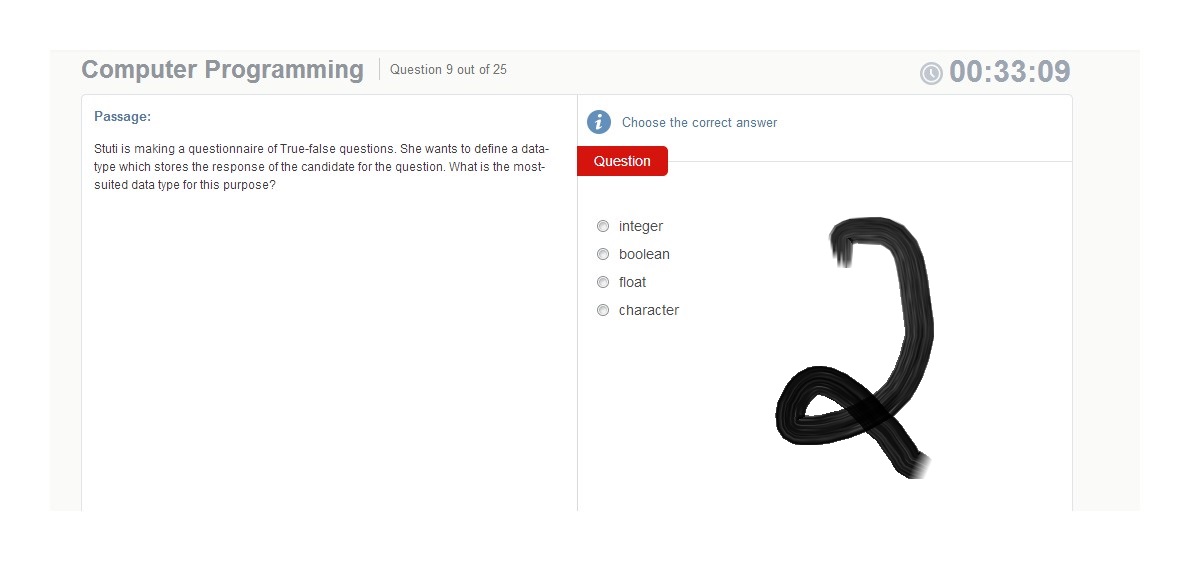 Computer Programming
Question 9 out of 25
00:33:09
Passage:
Stuti is making a questionnaire of True-false questions. She wants to define a data-
type which stores the response of the candidate for the question. What is the most-
suited data type for this purpose?
i
Choose the correct answer
Question
integer
boolean
float
character
2